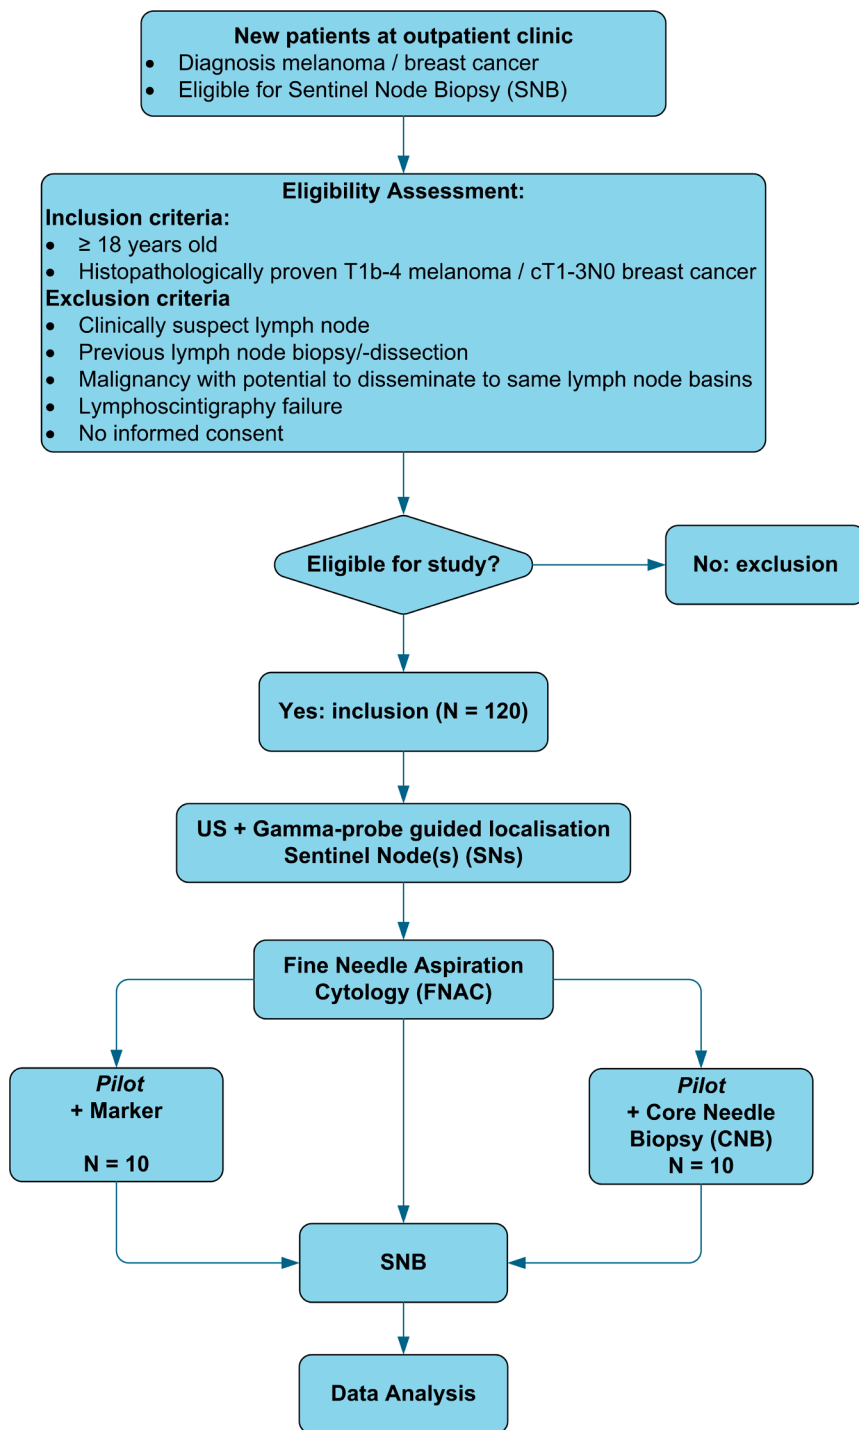 New patients at outpatient clinic
• Diagnosis melanoma / breast cancer
• Eligible for Sentinel Node Biopsy (SNB)
Eligibility Assessment:
Inclusion criteria:
• ≥ 18 years old
• Histopathologically proven T1b-4 melanoma / cT1-3N0 breast cancer
Exclusion criteria
• Clinically suspect lymph node
• Previous lymph node biopsy/-dissection
• Malignancy with potential to disseminate to same lymph node basins
• Lymphoscintigraphy failure
• No informed consent
Eligible for study?
No: exclusion
Yes: inclusion (N = 120)
US + Gamma-probe guided localisation
Sentinel Node(s) (SNs)
Fine Needle Aspiration
Cytology (FNAC)
Pilot
+ Marker
N = 10
Pilot
+ Core Needle
Biopsy (CNB)
N = 10
SNB
Data Analysis